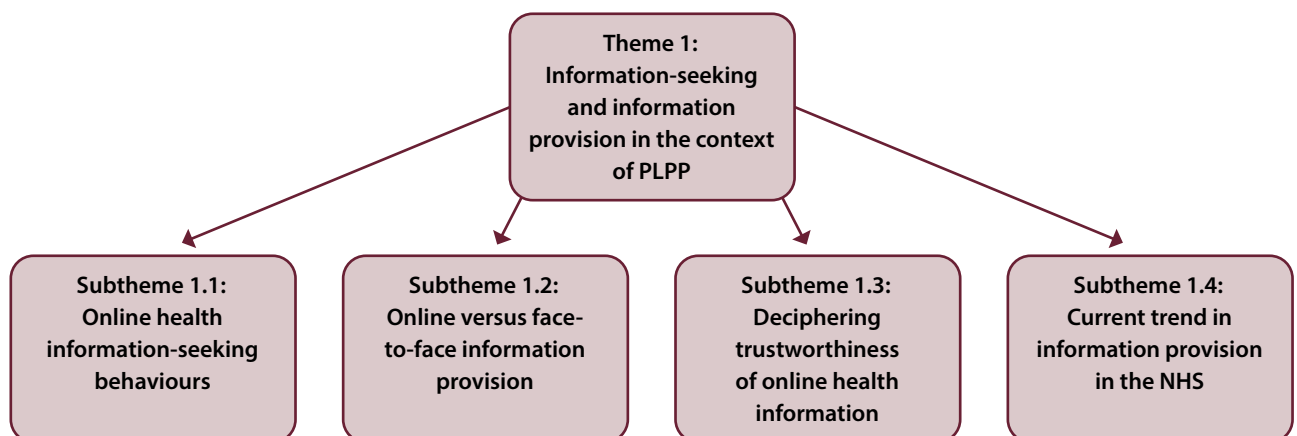 Theme 1:
Information-seeking
and information
provision in the context
of PLPP
Subtheme 1.1:
Online health
information-seeking
behaviours
Subtheme 1.2:
Online versus face-
to-face information
provision
Subtheme 1.3:
Deciphering
trustworthiness
of online health
information
Subtheme 1.4:
Current trend in
information provision
in the NHS